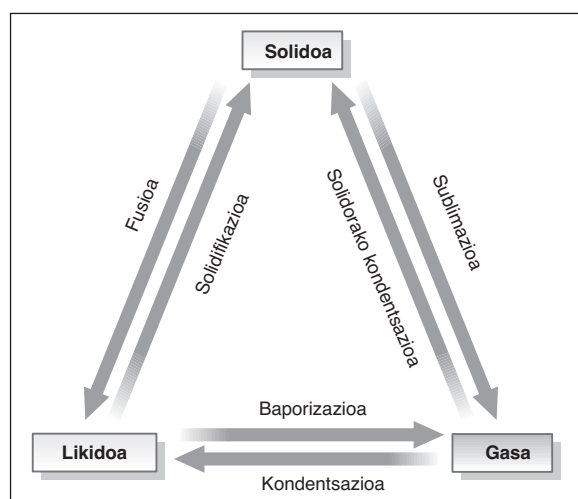 Solidoa
Fusioa
Solidifikazioa
Solidorako kondentsazioa
Sublimazioa
Baporizazioa
Likidoa
Gasa
Kondentsazioa